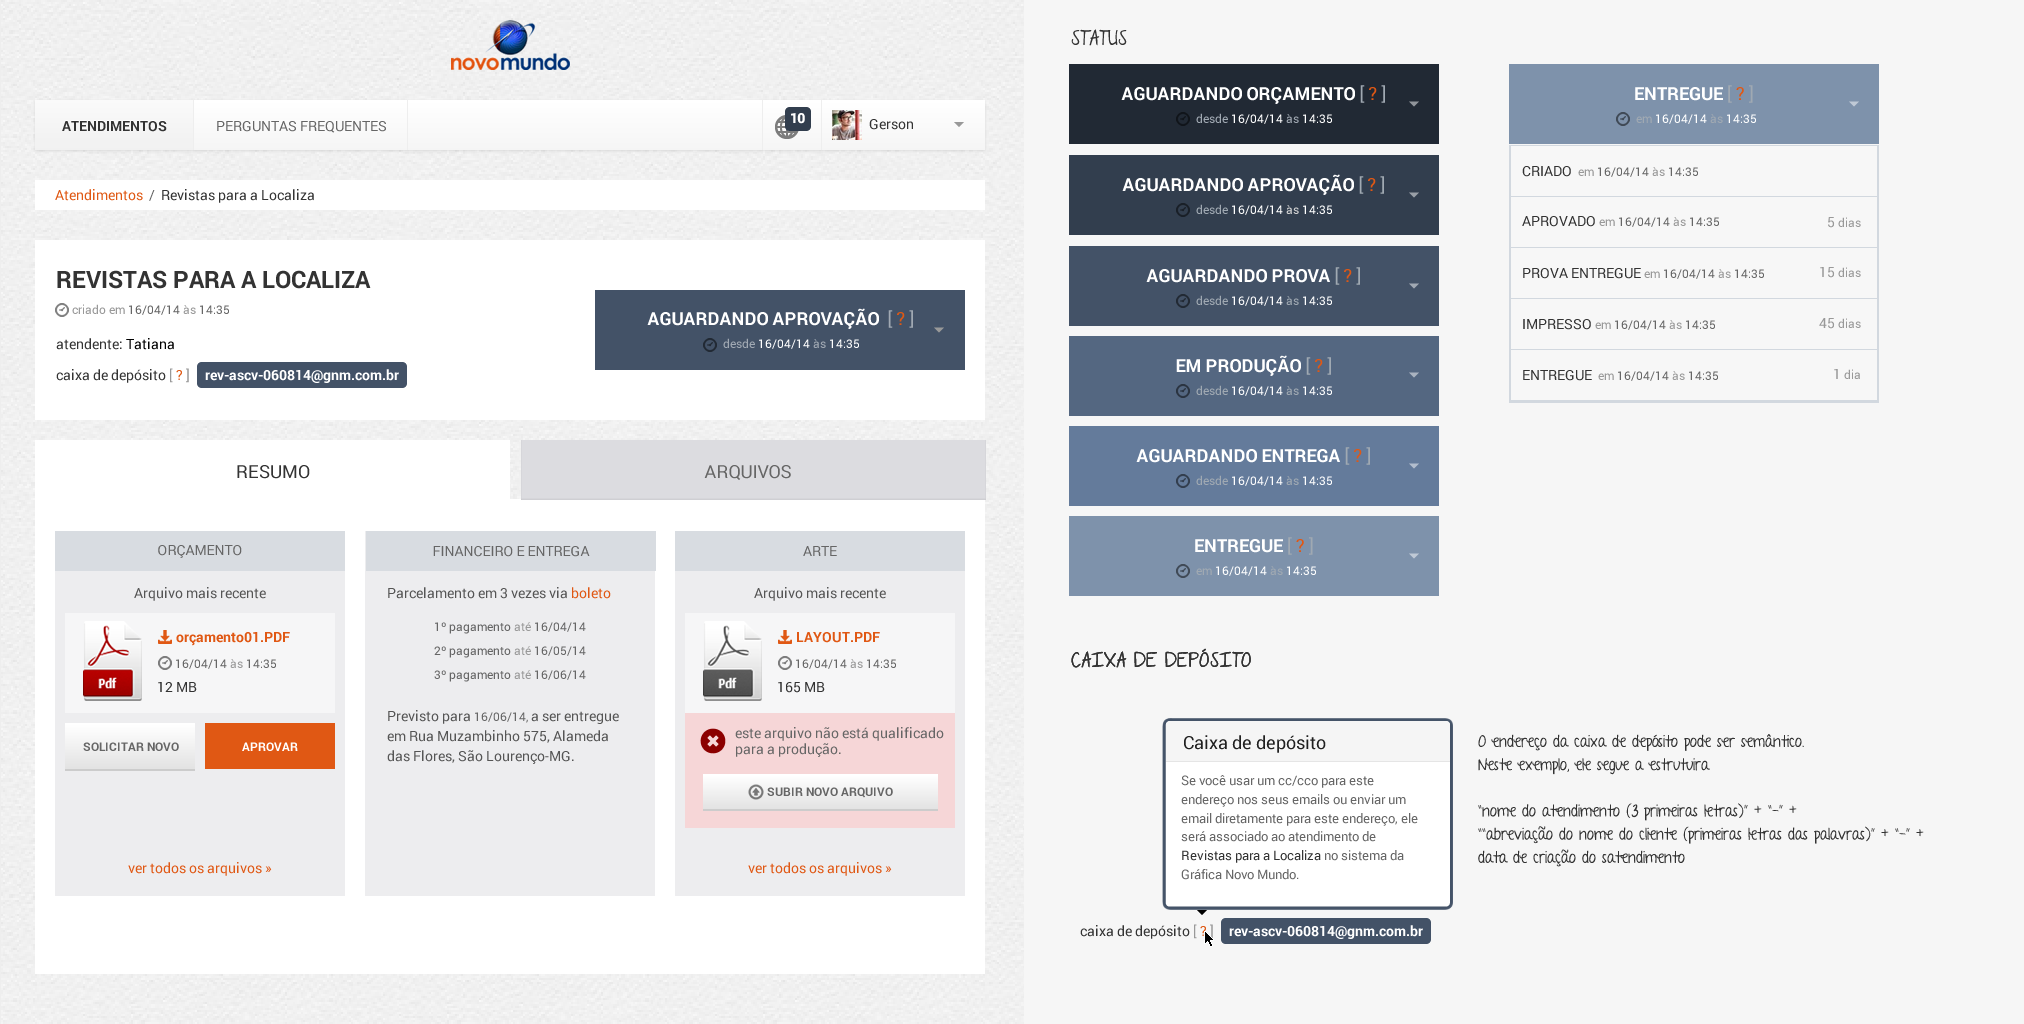 novomundo
ATENDIMENTOS
PERGUNTAS FREQUENTES
10
Gerson
Atendimentos / Revistas para a Localiza
REVISTAS PARA A LOCALIZA
criado em 16/04/14 às 14:35
atendente: Tatiana
caixa de depósito [ ? ] rev-ascv-060814@gnm.com.br
AGUARDANDO APROVAÇÃO [ ? ]
desde 16/04/14 às 14:35
RESUMO
ARQUIVOS
ORÇAMENTO
Arquivo mais recente
Pdf
orçamento01.PDF
16/04/14 às 14:35
12 MB
SOLICITAR NOVO
APROVAR
ver todos os arquivos »
FINANCEIRO E ENTREGA
Parcelamento em 3 vezes via boleto
1º pagamento até 16/04/14
2º pagamento até 16/05/14
3º pagamento até 16/06/14
Previsto para 16/06/14, a ser entregue
em Rua Muzambinho 575, Alameda
das Flores, São Lourenço-MG.
ARTE
Arquivo mais recente
Pdf
LAYOUT.PDF
16/04/14 às 14:35
165 MB
este arquivo não está qualificado
para a produção.
SUBIR NOVO ARQUIVO
ver todos os arquivos »
STATUS
AGUARDANDO ORÇAMENTO [ ? ]
desde 16/04/14 às 14:35
AGUARDANDO APROVAÇÃO [ ? ]
desde 16/04/14 às 14:35
AGUARDANDO PROVA [ ? ]
desde 16/04/14 às 14:35
EM PRODUÇÃO [ ? ]
desde 16/04/14 às 14:35
AGUARDANDO ENTREGA [ ? ]
desde 16/04/14 às 14:35
ENTREGUE [ ? ]
em 16/04/14 às 14:35
ENTREGUE [ ? ]
em 16/04/14 às 14:35
CRIADO em 16/04/14 às 14:35
APROVADO em 16/04/14 às 14:35 5 dias
PROVA ENTREGUE em 16/04/14 às 14:35 15 dias
IMPRESSO em 16/04/14 às 14:35 45 dias
ENTREGUE em 16/04/14 às 14:35 1 dia
CAIXA DE DEPÓSITO
Caixa de depósito
Se você usar um cc/cco para este
endereço nos seus emails ou enviar um
email diretamente para este endereço, ele
será associado ao atendimento de
Revistas para a Localiza no sistema da
Gráfica Novo Mundo.
caixa de depósito [ ? ] rev-ascv-060814@gnm.com.br
O endereço da caixa de depósito pode ser semântico.
Neste exemplo, ele segue a estrutuira
"nome do atendimento (3 primeiras letras)" + "-" +
""abreviação do nome do cliente (primeiras letras das palavras)" + "-" +
data de criação do satendimento